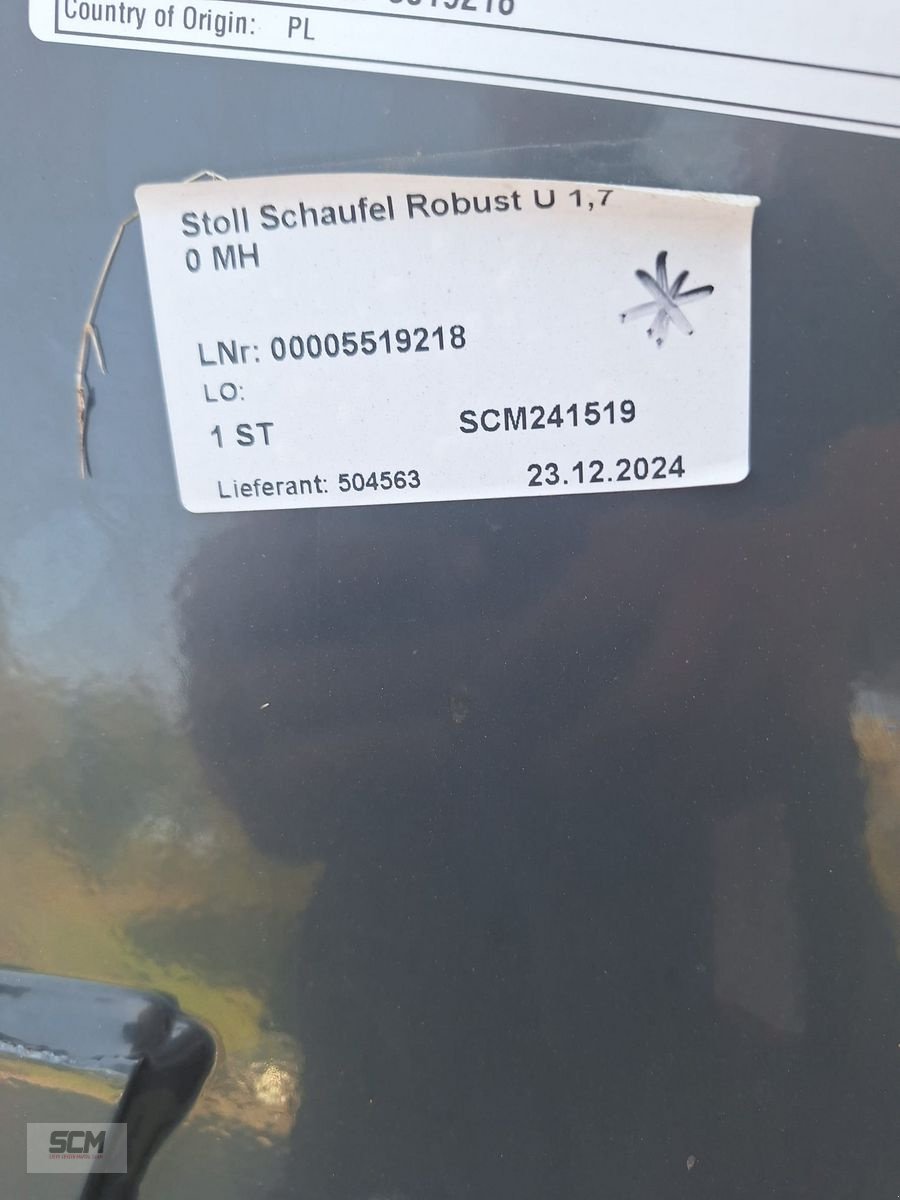 Country of Origin: PL
Stoll Schaufel Robust U 1,7
0 MH
LNr: 00005519218
LO:
1 ST SCM241519
Lieferant: 504563 23.12.2024
SCM